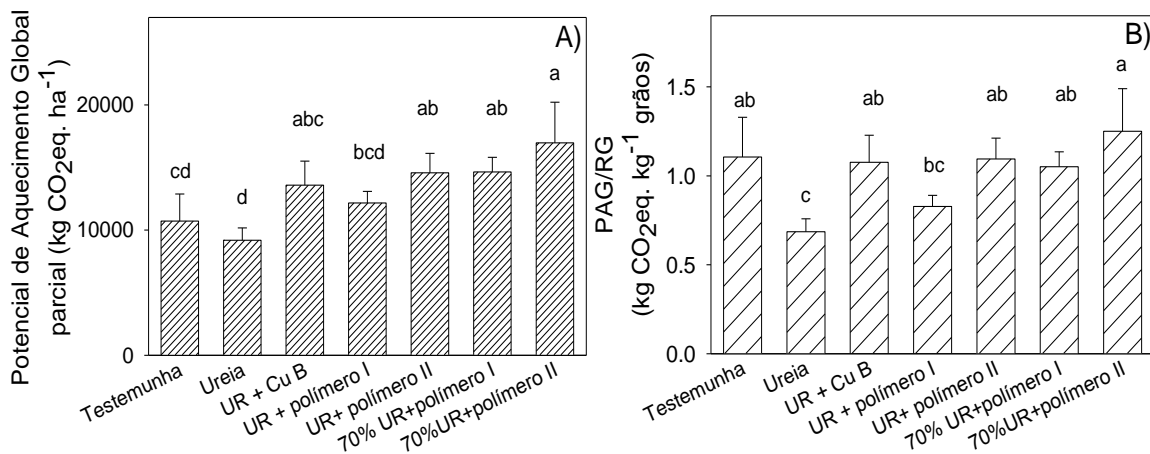 Potencial de Aquecimento Global
parcial (kg CO2eq. ha-1)
20000
10000
0
A)
cd
d
abc
bcd
ab
ab
a
Testemunha
Ureia
UR + Cu B
UR + polímero I
UR+ polímero II
70% UR+polímero I
70%UR+polímero II
PAG/RG
(kg CO2eq. kg-1 grãos)
1.5
1.0
0.5
0.0
B)
ab
c
ab
bc
ab
ab
a
Testemunha
Ureia
UR + Cu B
UR + polímero I
UR+ polímero II
70% UR+polímero I
70%UR+polímero II